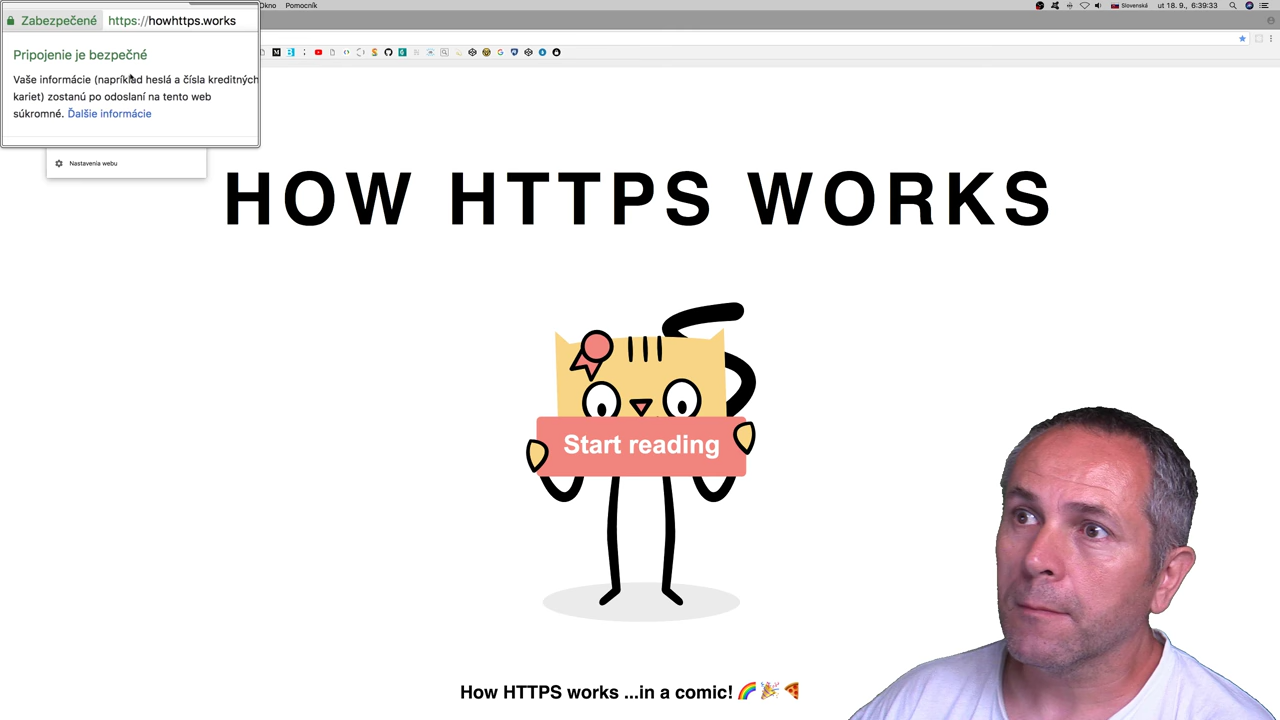 Okno Pomocník
Slovenská ut 18. 9., 6:39:33
Zabezpečené https://howhttps.works
Pripojenie je bezpečné
Vaše informácie (napríklad heslá a čísla kreditných
kariet) zostanú po odoslaní na tento web
súkromné. Ďalšie informácie
Nastavenia webu
HOW HTTPS WORKS
Start reading
How HTTPS works ...in a comic! 🌈 🎉 🍕